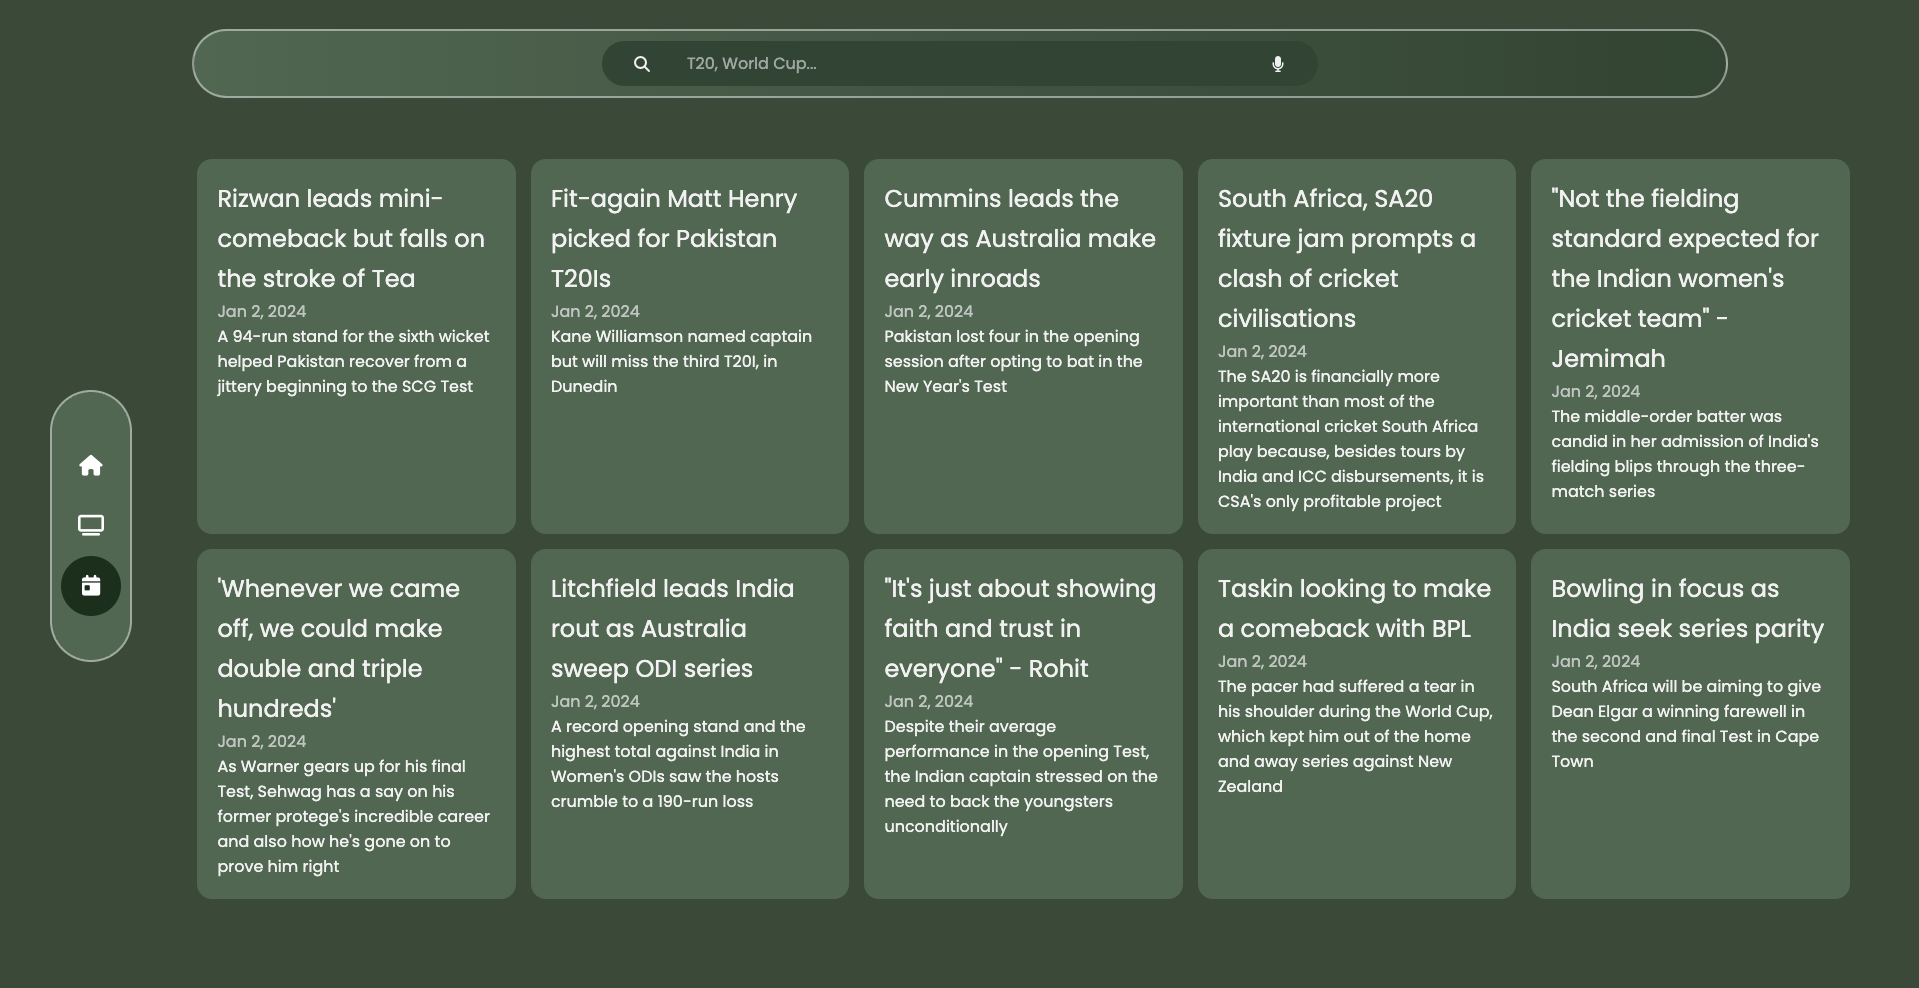 T20, World Cup...
Rizwan leads mini-
comeback but falls on
the stroke of Tea
Jan 2, 2024
A 94-run stand for the sixth wicket
helped Pakistan recover from a
jittery beginning to the SCG Test
Fit-again Matt Henry
picked for Pakistan
T20Is
Jan 2, 2024
Kane Williamson named captain
but will miss the third T20I, in
Dunedin
Cummins leads the
way as Australia make
early inroads
Jan 2, 2024
Pakistan lost four in the opening
session after opting to bat in the
New Year's Test
South Africa, SA20
fixture jam prompts a
clash of cricket
civilisations
Jan 2, 2024
The SA20 is financially more
important than most of the
international cricket South Africa
play because, besides tours by
India and ICC disbursements, it is
CSA's only profitable project
"Not the fielding
standard expected for
the Indian women's
cricket team" -
Jemimah
Jan 2, 2024
The middle-order batter was
candid in her admission of India's
fielding blips through the three-
match series
'Whenever we came
off, we could make
double and triple
hundreds'
Jan 2, 2024
As Warner gears up for his final
Test, Sehwag has a say on his
former protege's incredible career
and also how he's gone on to
prove him right
Litchfield leads India
rout as Australia
sweep ODI series
Jan 2, 2024
A record opening stand and the
highest total against India in
Women's ODIs saw the hosts
crumble to a 190-run loss
"It's just about showing
faith and trust in
everyone" - Rohit
Jan 2, 2024
Despite their average
performance in the opening Test,
the Indian captain stressed on the
need to back the youngsters
unconditionally
Taskin looking to make
a comeback with BPL
Jan 2, 2024
The pacer had suffered a tear in
his shoulder during the World Cup,
which kept him out of the home
and away series against New
Zealand
Bowling in focus as
India seek series parity
Jan 2, 2024
South Africa will be aiming to give
Dean Elgar a winning farewell in
the second and final Test in Cape
Town